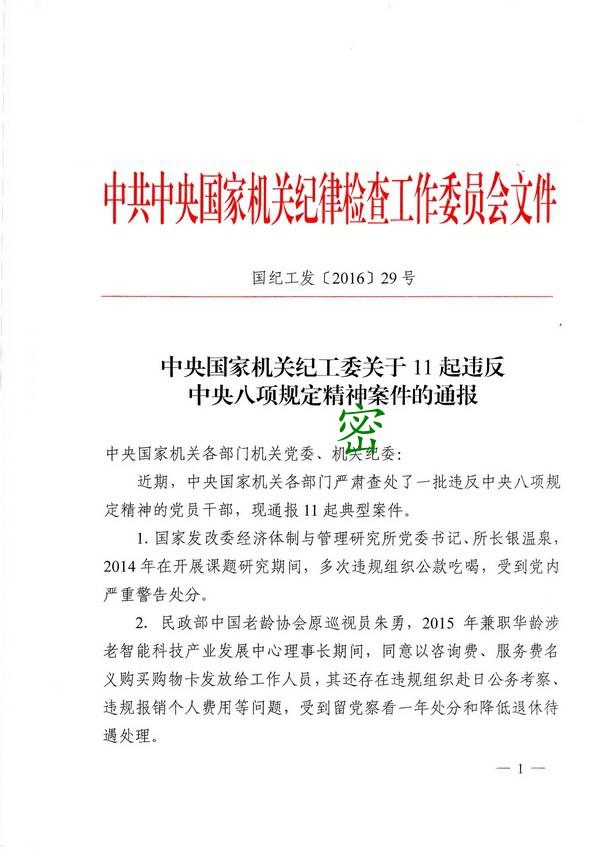 中共中央国家机关纪律检查工作委员会文件
国纪工发〔2016〕29号
中央国家机关纪工委关于11起违反
中央八项规定精神案件的通报
密
中央国家机关各部门机关党委、机关纪委：
近期，中央国家机关各部门严肃查处了一批违反中央八项规
定精神的党员干部，现通报11起典型案件。
1.国家发改委经济体制与管理研究所党委书记、所长银温泉，
2014年在开展课题研究期间，多次违规组织公款吃喝，受到党内
严重警告处分。
2．民政部中国老龄协会原巡视员朱勇，2015年兼职华龄涉
老智能科技产业发展中心理事长期间，同意以咨询费、服务费名
义购买购物卡发放给工作人员，其还存在违规组织赴日公务考察、
违规报销个人费用等问题，受到留党察看一年处分和降低退休待
遇处理。
— 1 —